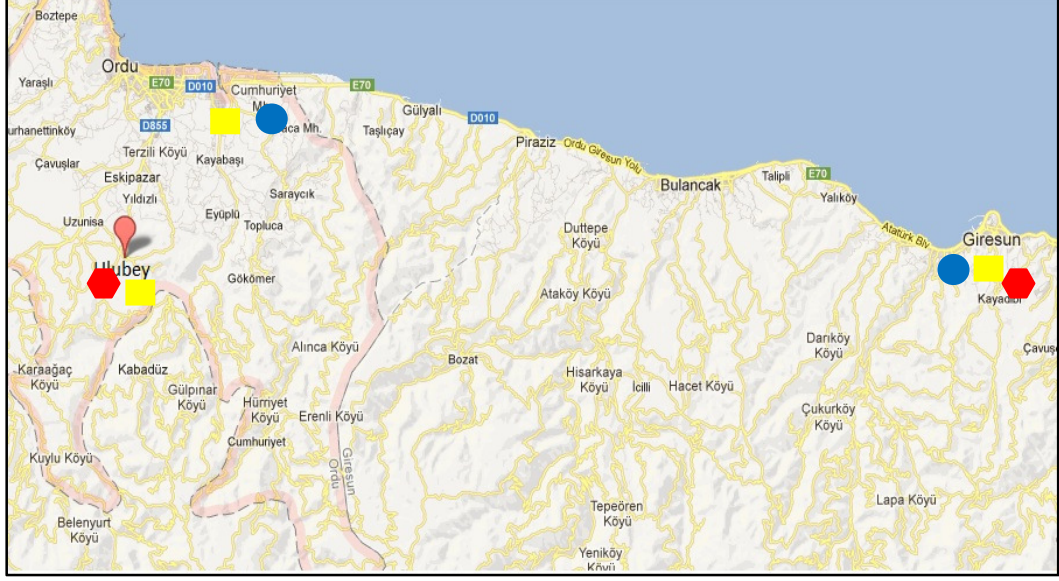 Boztepe
Ordu
Yaraşlı
E70
D010
Cumhuriyet
E70
Gülyalı
D010
D855
aca Mh.
Taşlıçay
urhanettinköy
Terzili Köyü
Kayabaşı
Piraziz
Ordu Giresun Yolu
Çavuşlar
Eskipazar
Yıldızlı
Saraycık
Bulancak
Talipli
E70
Yalıköy
Uzunisa
Eyüplü
Topluca
Duttepe
Köyü
Atatürk Blv
Giresun
Ulubey
Gökömer
Ataköy Köyü
Kayadibi
Alınca Köyü
Darıköy
Köyü
Çavuş
Bozat
Karaağaç
Köyü
Kabadüz
Gülpınar
Köyü
Hisarkaya
Köyü
İcilli
Hacet Köyü
Hürriyet
Köyü
Erenli Köyü
Çukurköy
Köyü
Cumhuriyet
Kuylu Köyü
Giresun
Ordu
Lapa Köyü
Tepeören
Köyü
Belenyurt
Köyü
Yeniköy
Köyü